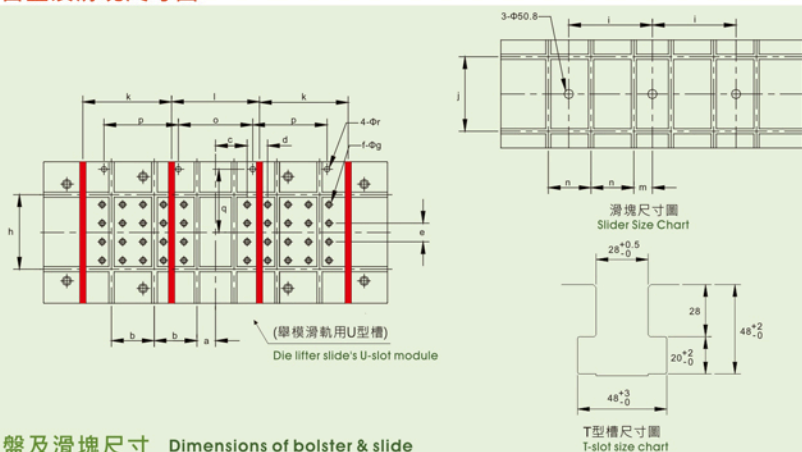 3-Φ50.8
i
i
j
n
n
m
滑塊尺寸圖
Slider Size Chart
k
l
k
p
o
p
c
d
4-Φr
f-Φg
q
h
e
b
b
a
(舉模滑軌用U型槽)
Die lifter slide's U-slot module
28+0.5-0
28
48+2-0
20+2-0
48+3-0
T型槽尺寸圖
T-slot size chart
盤及滑塊尺寸 Dimensions of bolster & slide